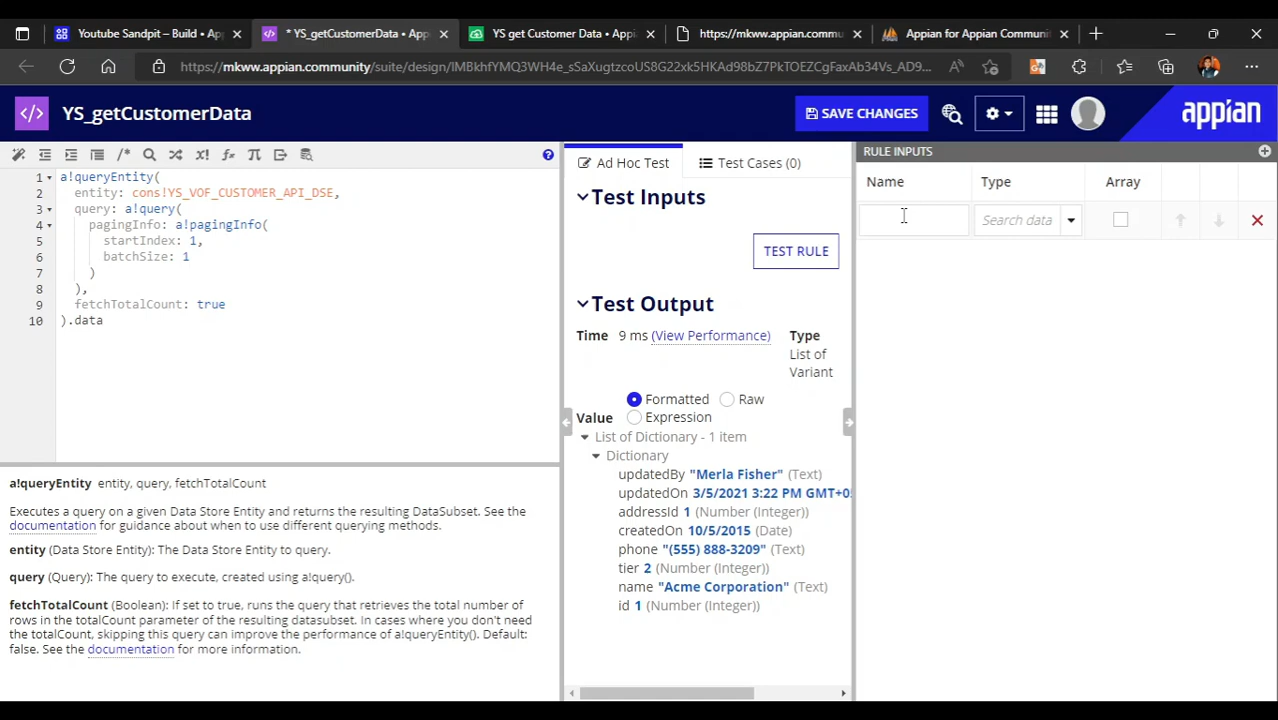 Youtube Sandpit – Build • Ap
* YS_getCustomerData • App
YS get Customer Data • Appi
https://mkww.appian.commu
Appian for Appian Communi
https://mkww.appian.community/suite/design/lMBkhfYMQ3WH4e_sSaXugtzcoUS8G22xk5HKAd98bZ7PkTOEZCgFaxAb34Vs_AD9...
YS_getCustomerData
SAVE CHANGES
appian
Ad Hoc Test
Test Cases (0)
RULE INPUTS
1 a!queryEntity(
2 entity: cons!YS_VOF_CUSTOMER_API_DSE,
3 query: a!query(
4 pagingInfo: a!pagingInfo(
5 startIndex: 1,
6 batchSize: 1
7 )
8 ),
9 fetchTotalCount: true
10 ).data
a!queryEntity entity, query, fetchTotalCount
Executes a query on a given Data Store Entity and returns the resulting DataSubset. See the
documentation for guidance about when to use different querying methods.
entity (Data Store Entity): The Data Store Entity to query.
query (Query): The query to execute, created using a!query().
fetchTotalCount (Boolean): If set to true, runs the query that retrieves the total number of
rows in the totalCount parameter of the resulting datasubset. In cases where you don't need
the totalCount, skipping this query can improve the performance of a!queryEntity(). Default:
false. See the documentation for more information.
Test Inputs
TEST RULE
Test Output
Time 9 ms (View Performance) Type
List of
Variant
Formatted Raw
Value Expression
List of Dictionary - 1 item
Dictionary
updatedBy "Merla Fisher" (Text)
updatedOn 3/5/2021 3:22 PM GMT+0
addressId 1 (Number (Integer))
createdOn 10/5/2015 (Date)
phone "(555) 888-3209" (Text)
tier 2 (Number (Integer))
name "Acme Corporation" (Text)
id 1 (Number (Integer))
Name Type Array
Search data